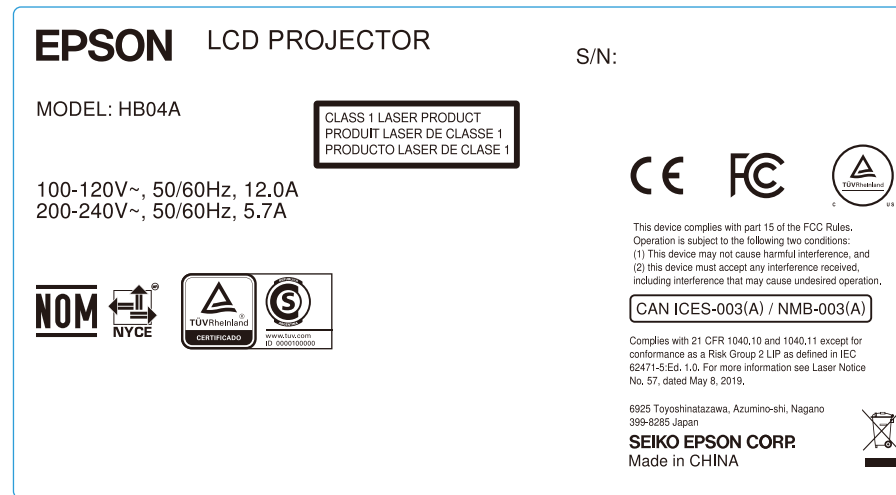 EPSON LCD PROJECTOR
S/N:
MODEL: HB04A
CLASS 1 LASER PRODUCT
PRODUIT LASER DE CLASSE 1
PRODUCTO LASER DE CLASE 1
100-120V~, 50/60Hz, 12.0A
200-240V~, 50/60Hz, 5.7A
CE FC
TÜVRheinland
C US
This device complies with part 15 of the FCC Rules.
Operation is subject to the following two conditions:
(1) This device may not cause harmful interference, and
(2) this device must accept any interference received,
including interference that may cause undesired operation.
NOM
NYCE
TÜVRheinland ®
CERTIFICADO
S
www.tuv.com
ID 0000100000
CAN ICES-003(A) / NMB-003(A)
Complies with 21 CFR 1040.10 and 1040.11 except for
conformance as a Risk Group 2 LIP as defined in IEC
62471-5:Ed. 1.0. For more information see Laser Notice
No. 57, dated May 8, 2019.
6925 Toyoshinatazawa, Azumino-shi, Nagano
399-8285 Japan
SEIKO EPSON CORP.
Made in CHINA